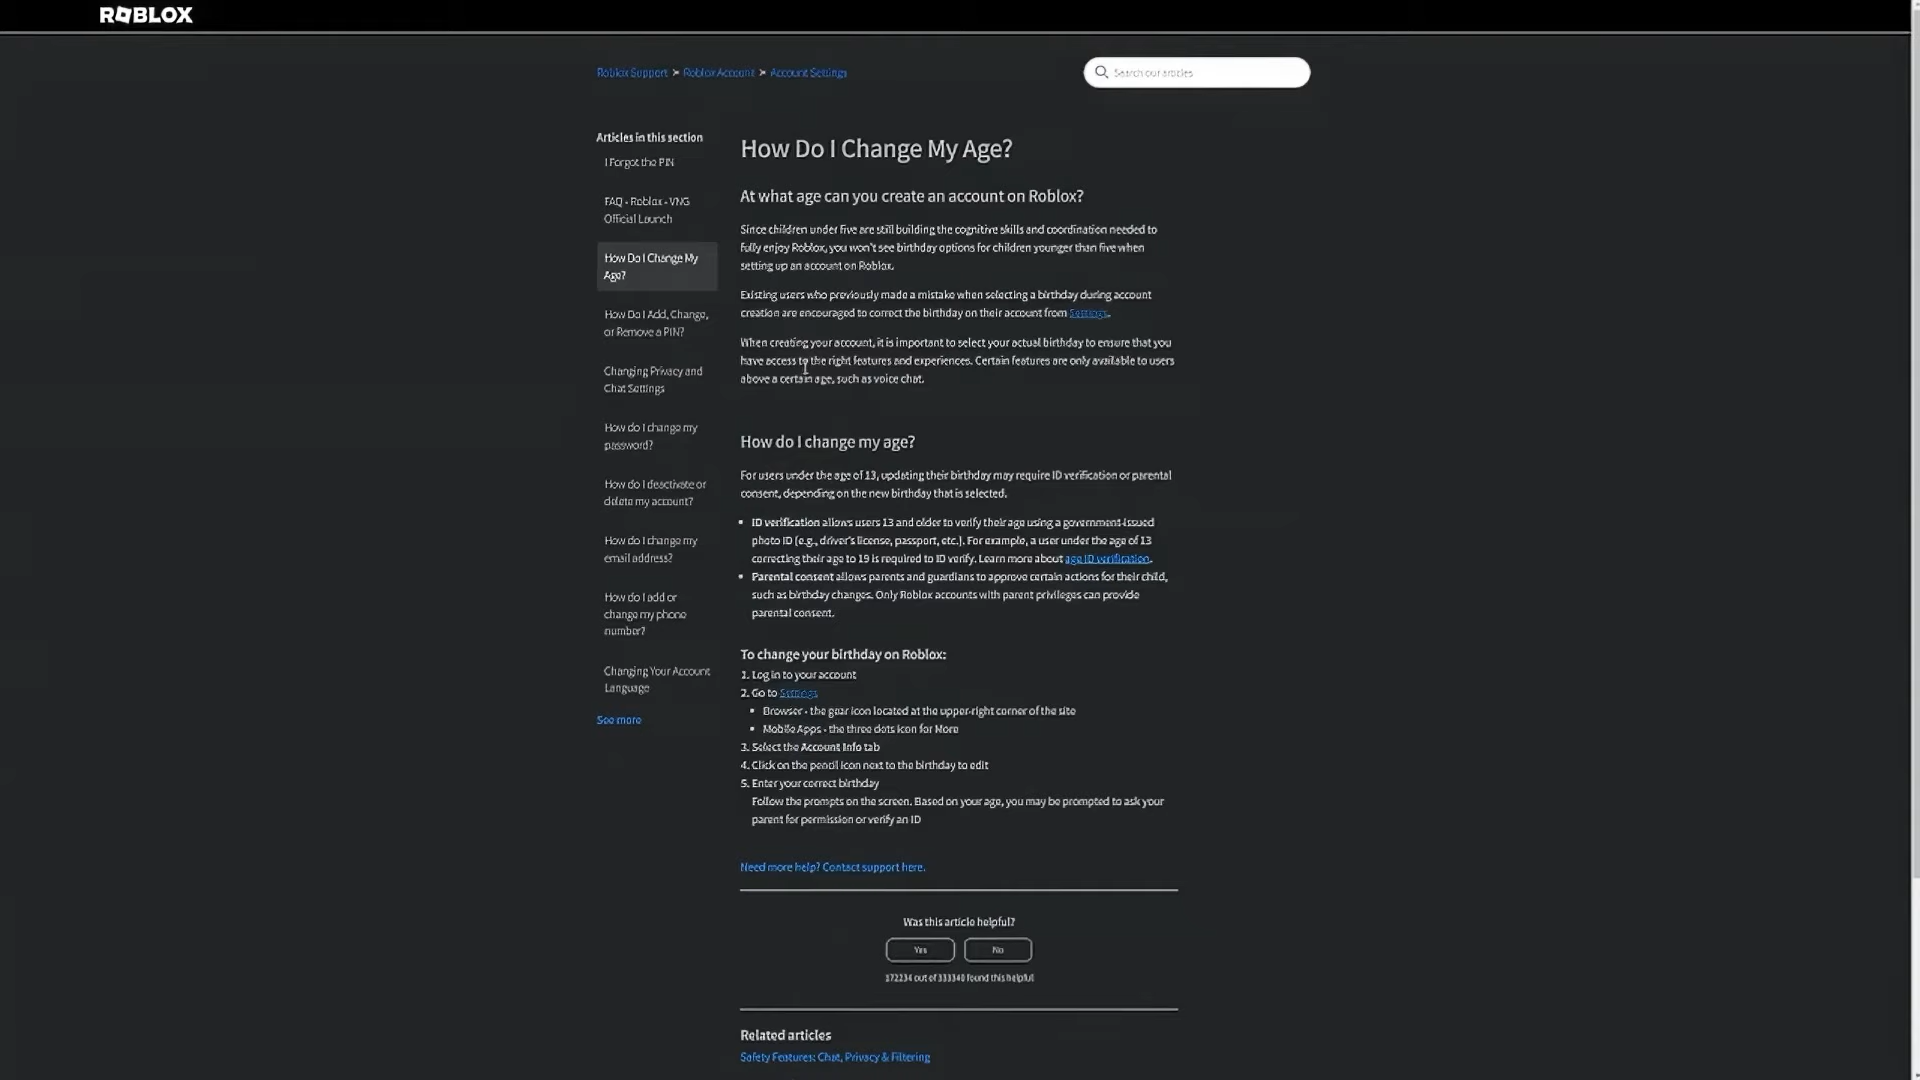 ROBLOX
Roblox Support > Roblox Account > Account Settings
Search our articles
Articles in this section
I Forgot the PIN
FAQ - Roblox - VNG
Official Launch
How Do I Change My
Age?
How Do I Add, Change,
or Remove a PIN?
Changing Privacy and
Chat Settings
How do I change my
password?
How do I deactivate or
delete my account?
How do I change my
email address?
How do I add or
change my phone
number?
Changing Your Account
Language
See more
How Do I Change My Age?
At what age can you create an account on Roblox?
Since children under five are still building the cognitive skills and coordination needed to
fully enjoy Roblox, you won't see birthday options for children younger than five when
setting up an account on Roblox.
Existing users who previously made a mistake when selecting a birthday during account
creation are encouraged to correct the birthday on their account from Settings.
When creating your account, it is important to select your actual birthday to ensure that you
have access to the right features and experiences. Certain features are only available to users
above a certain age, such as voice chat.
How do I change my age?
For users under the age of 13, updating their birthday may require ID verification or parental
consent, depending on the new birthday that is selected.
• ID verification allows users 13 and older to verify their age using a government-issued
photo ID (e.g., driver's license, passport, etc.). For example, a user under the age of 13
correcting their age to 19 is required to ID verify. Learn more about age ID verification.
• Parental consent allows parents and guardians to approve certain actions for their child,
such as birthday changes. Only Roblox accounts with parent privileges can provide
parental consent.
To change your birthday on Roblox:
1. Log in to your account
2. Go to Settings
• Browser - the gear icon located at the upper-right corner of the site
• Mobile Apps - the three dots icon for More
3. Select the Account Info tab
4. Click on the pencil icon next to the birthday to edit
5. Enter your correct birthday
Follow the prompts on the screen. Based on your age, you may be prompted to ask your
parent for permission or verify an ID
Need more help? Contact support here.
Was this article helpful?
Yes
No
172234 out of 333340 found this helpful
Related articles
Safety Features: Chat, Privacy & Filtering